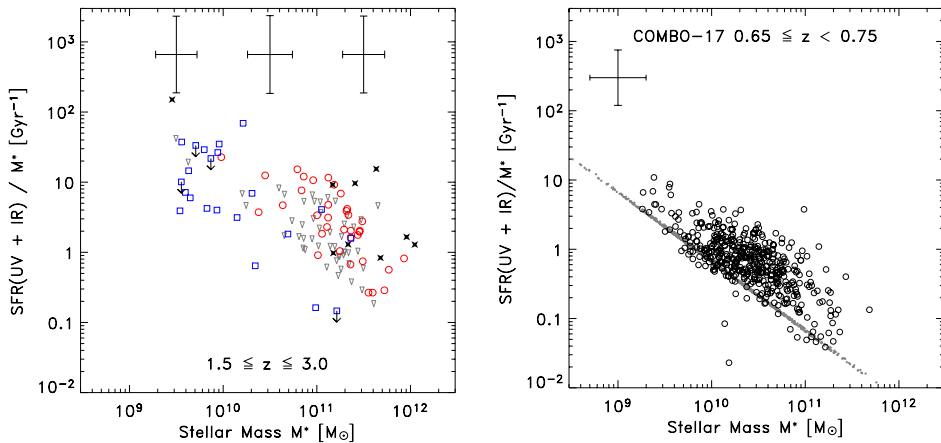 SFR(UV + IR) / M* [Gyr⁻¹]
10³
10²
10
1
0.1
10⁻²
1.5 ≦ z ≦ 3.0
10⁹ 10¹⁰ 10¹¹ 10¹²
Stellar Mass M* [M☉]
SFR(UV + IR)/M* [Gyr⁻¹]
10³
10²
10
1
0.1
10⁻²
COMBO-17 0.65 ≦ z < 0.75
10⁹ 10¹⁰ 10¹¹ 10¹²
Stellar Mass M* [M☉]